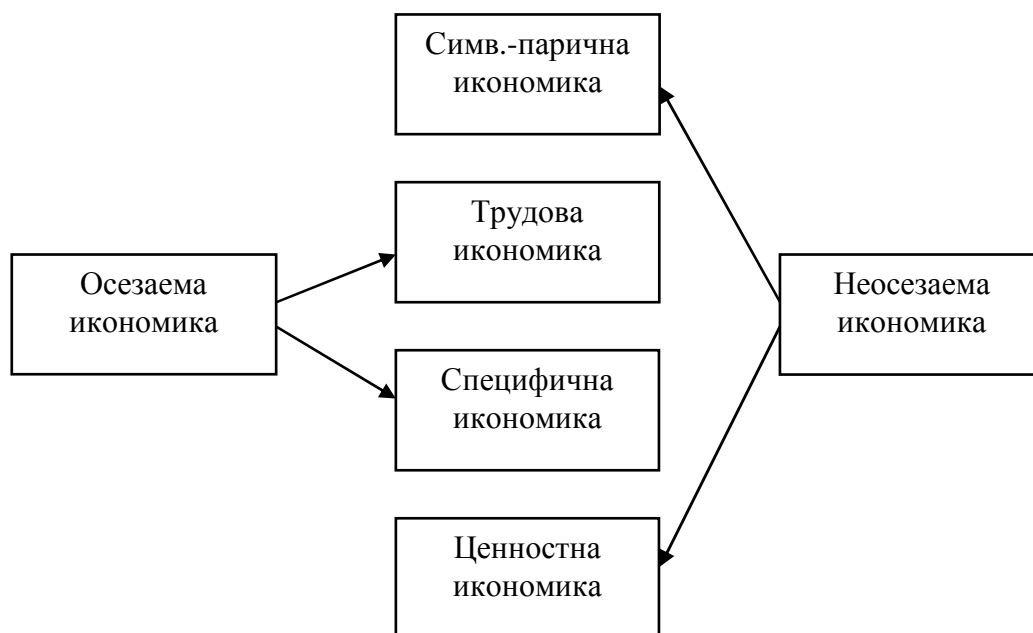 Симв.-парична
икономика
Трудова
икономика
Осезаема
икономика
Неосезаема
икономика
Специфична
икономика
Ценностна
икономика